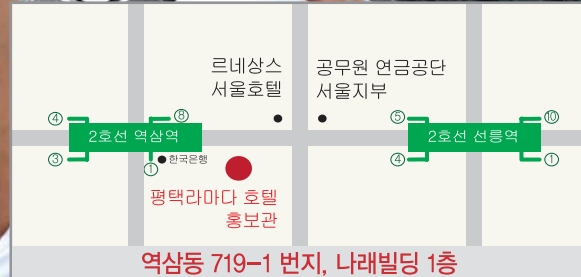 르네상스
서울호텔
공무원 연금공단
서울지부
④
⑧
⑤
⑩
2호선 역삼역
2호선 선릉역
③
①
한국은행
④
①
평택라마다 호텔
홍보관
역삼동 719-1 번지, 나래빌딩 1층